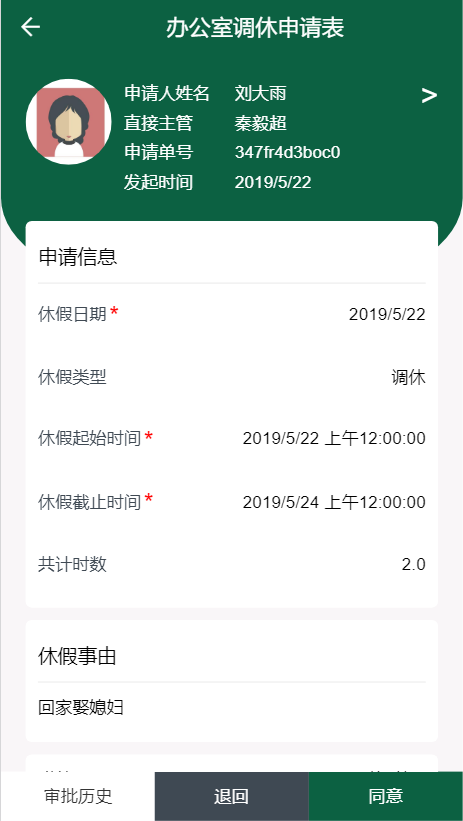 办公室调休申请表
申请人姓名 刘大雨
>
直接主管 秦毅超
申请单号 347fr4d3boc0
发起时间 2019/5/22
申请信息
休假日期* 2019/5/22
休假类型 调休
休假起始时间* 2019/5/22 上午12:00:00
休假截止时间* 2019/5/24 上午12:00:00
共计时数 2.0
休假事由
回家娶媳妇
审批历史 退回 同意